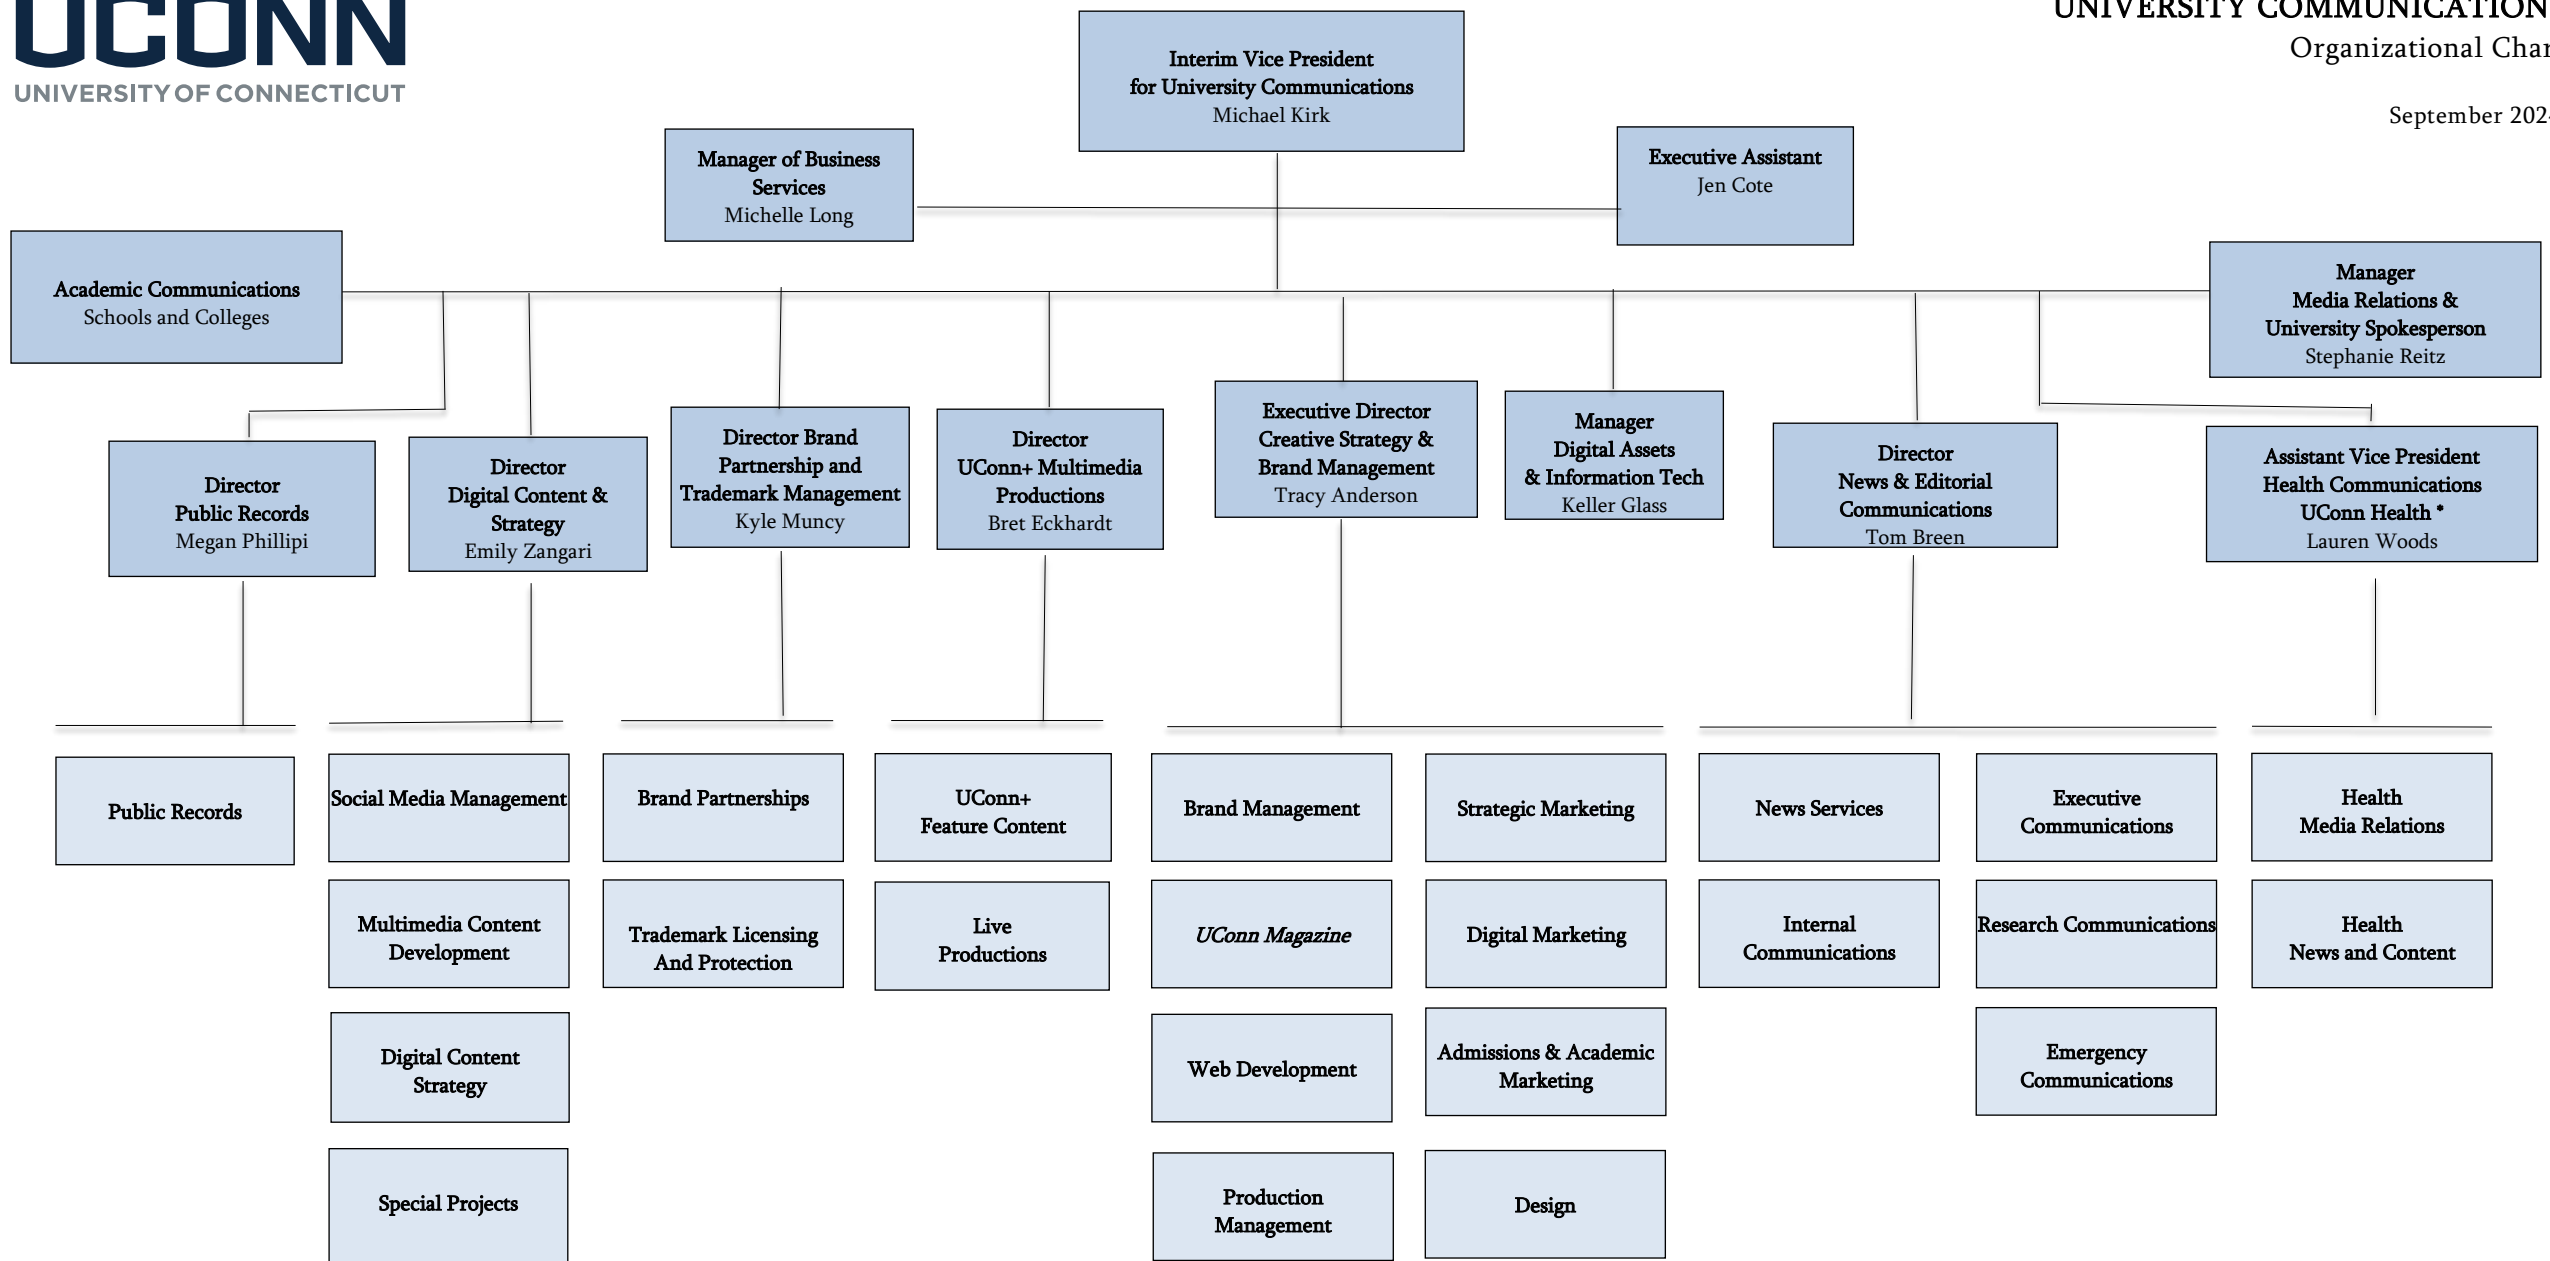 UCONN
UNIVERSITY OF CONNECTICUT
UNIVERSITY COMMUNICATION
Organizational Char
September 202
Interim Vice President
for University Communications
Michael Kirk
Manager of Business
Services
Michelle Long
Executive Assistant
Jen Cote
Academic Communications
Schools and Colleges
Manager
Media Relations &
University Spokesperson
Stephanie Reitz
Director
Public Records
Megan Phillipi
Director
Digital Content &
Strategy
Emily Zangari
Director Brand
Partnership and
Trademark Management
Kyle Muncy
Director
UConn+ Multimedia
Productions
Bret Eckhardt
Executive Director
Creative Strategy &
Brand Management
Tracy Anderson
Manager
Digital Assets
& Information Tech
Keller Glass
Director
News & Editorial
Communications
Tom Breen
Assistant Vice President
Health Communications
UConn Health *
Lauren Woods
Public Records
Social Media Management
Multimedia Content
Development
Digital Content
Strategy
Special Projects
Brand Partnerships
Trademark Licensing
And Protection
UConn+
Feature Content
Live
Productions
Brand Management
UConn Magazine
Web Development
Production
Management
Strategic Marketing
Digital Marketing
Admissions & Academic
Marketing
Design
News Services
Internal
Communications
Executive
Communications
Research Communications
Emergency
Communications
Health
Media Relations
Health
News and Content